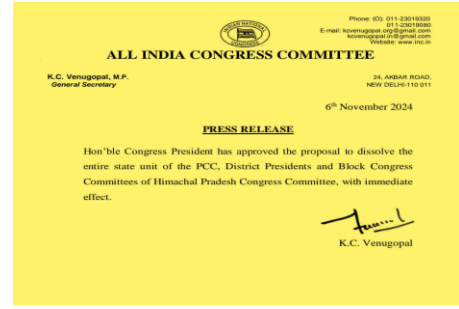 Phone: (O): 011-23019320
011-23019080
E-mail: kcvenugopal.org@gmail.com
kcvenugopal.in@gmail.com
Website: www.inc.in
INDIAN NATIONAL
CONGRESS
ALL INDIA CONGRESS COMMITTEE
K.C. Venugopal, M.P.
General Secretary
24, AKBAR ROAD,
NEW DELHI-110 011
6th November 2024
PRESS RELEASE
Hon'ble Congress President has approved the proposal to dissolve the
entire state unit of the PCC, District Presidents and Block Congress
Committees of Himachal Pradesh Congress Committee, with immediate
effect.
K.C. Venugopal